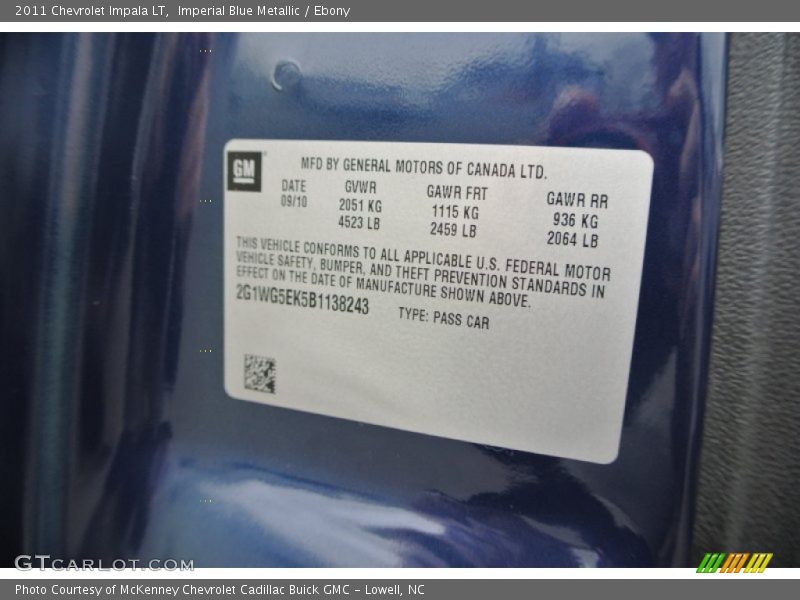 2011 Chevrolet Impala LT, Imperial Blue Metallic / Ebony
GM
MFD BY GENERAL MOTORS OF CANADA LTD.
DATE GVWR GAWR FRT GAWR RR
09/10 2051 KG 1115 KG 936 KG
4523 LB 2459 LB 2064 LB
THIS VEHICLE CONFORMS TO ALL APPLICABLE U.S. FEDERAL MOTOR
VEHICLE SAFETY, BUMPER, AND THEFT PREVENTION STANDARDS IN
EFFECT ON THE DATE OF MANUFACTURE SHOWN ABOVE.
2G1WG5EK5B1138243 TYPE: PASS CAR
GTCARLOT.COM
Photo Courtesy of McKenney Chevrolet Cadillac Buick GMC - Lowell, NC